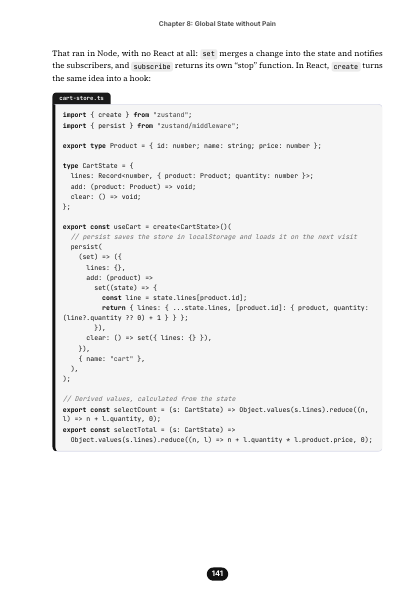 Chapter 8: Global State without Pain
That ran in Node, with no React at all: set merges a change into the state and notifies
the subscribers, and subscribe returns its own “stop” function. In React, create turns
the same idea into a hook:
cart-store.ts
import { create } from "zustand";
import { persist } from "zustand/middleware";
export type Product = { id: number; name: string; price: number };
type CartState = {
  lines: Record<number, { product: Product; quantity: number }>;
  add: (product: Product) => void;
  clear: () => void;
};
export const useCart = create<CartState>()(
  // persist saves the store in localStorage and loads it on the next visit
  persist(
    (set) => ({
      lines: {},
      add: (product) =>
        set((state) => {
          const line = state.lines[product.id];
          return { lines: { ...state.lines, [product.id]: { product, quantity:
(line?.quantity ?? 0) + 1 } } };
        }),
      clear: () => set({ lines: {} }),
    }),
    { name: "cart" },
  ),
);
// Derived values, calculated from the state
export const selectCount = (s: CartState) => Object.values(s.lines).reduce((n,
l) => n + l.quantity, 0);
export const selectTotal = (s: CartState) =>
  Object.values(s.lines).reduce((n, l) => n + l.quantity * l.product.price, 0);
141